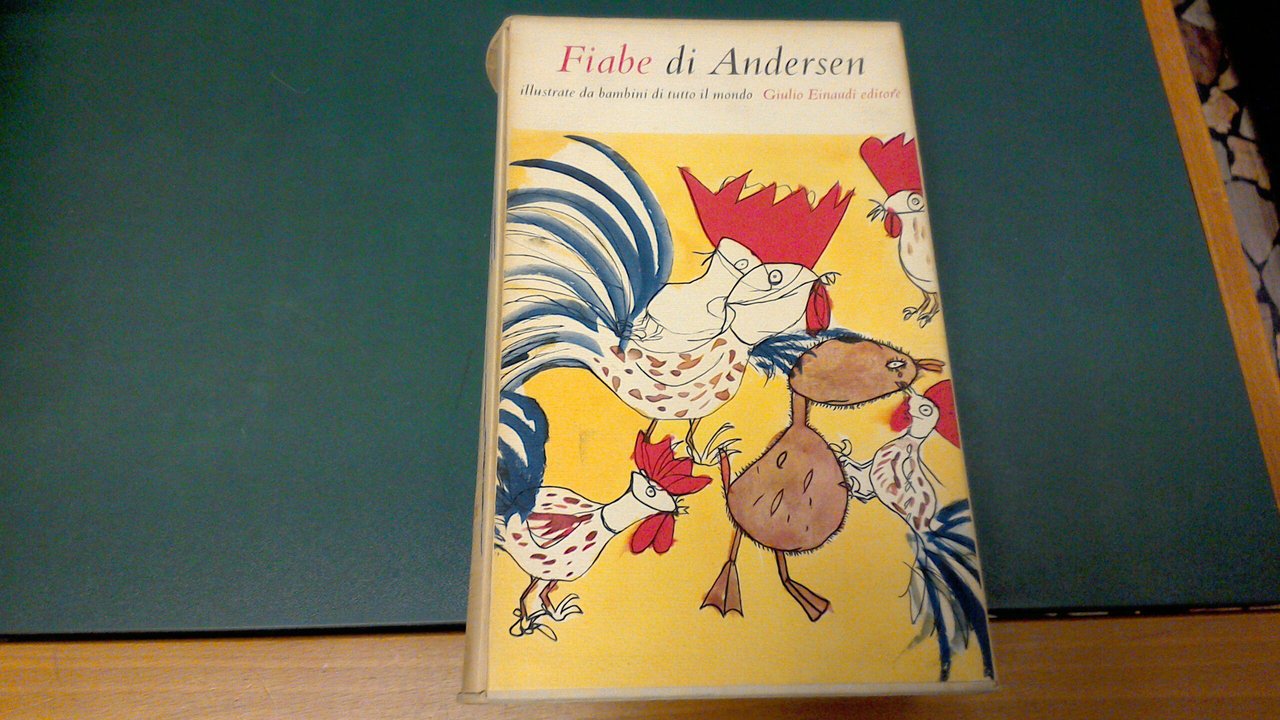 Fiabe di Andersen
illustrate da bambini di tutto il mondo Giulio Einaudi editore